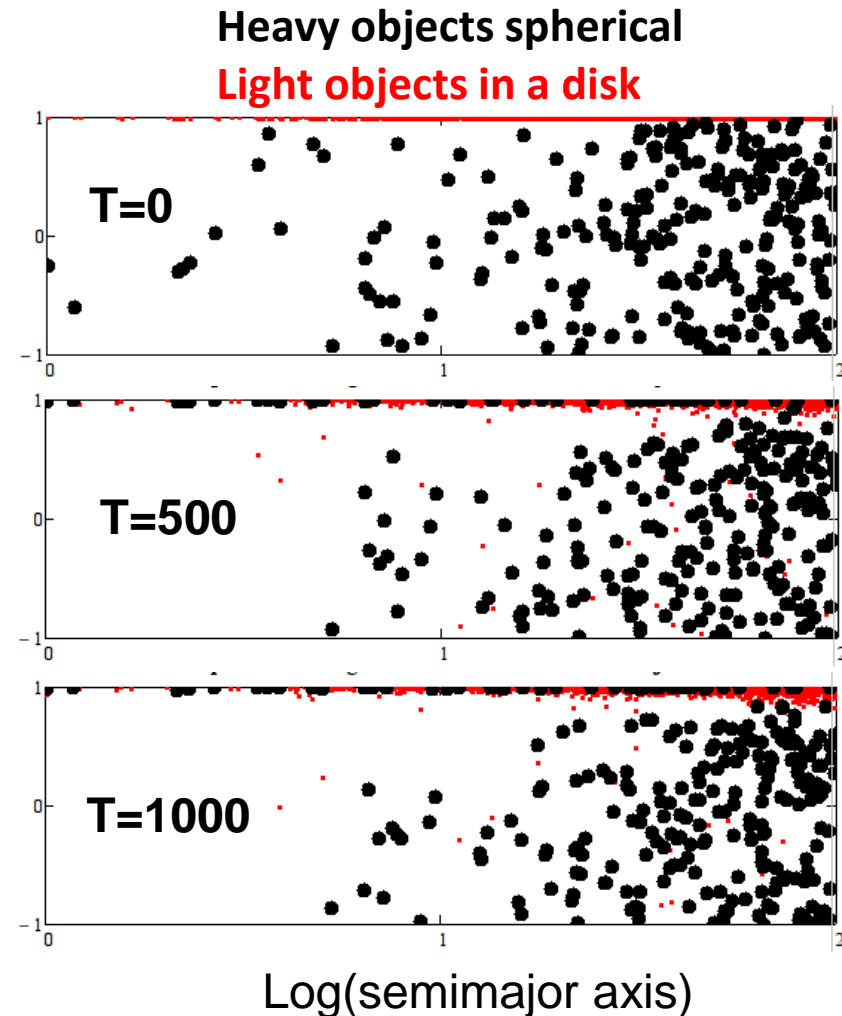 Heavy objects spherical
Light objects in a disk
1
T=0
0
-1
0 1 2
1
T=500
0
-1
0 1 2
1
T=1000
0
-1
0 1 2
Log(semimajor axis)